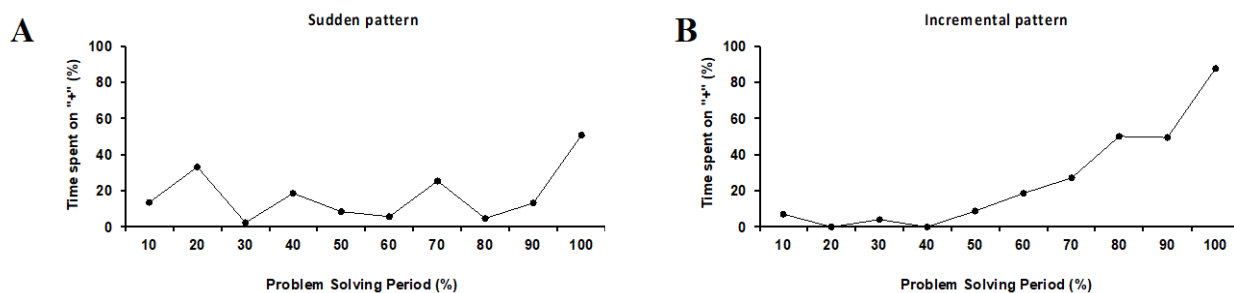 A
Sudden pattern
Time spent on "+" (%)
100
80
60
40
20
0
10 20 30 40 50 60 70 80 90 100
Problem Solving Period (%)
B
Incremental pattern
Time spent on "+" (%)
100
80
60
40
20
0
10 20 30 40 50 60 70 80 90 100
Problem Solving Period (%)